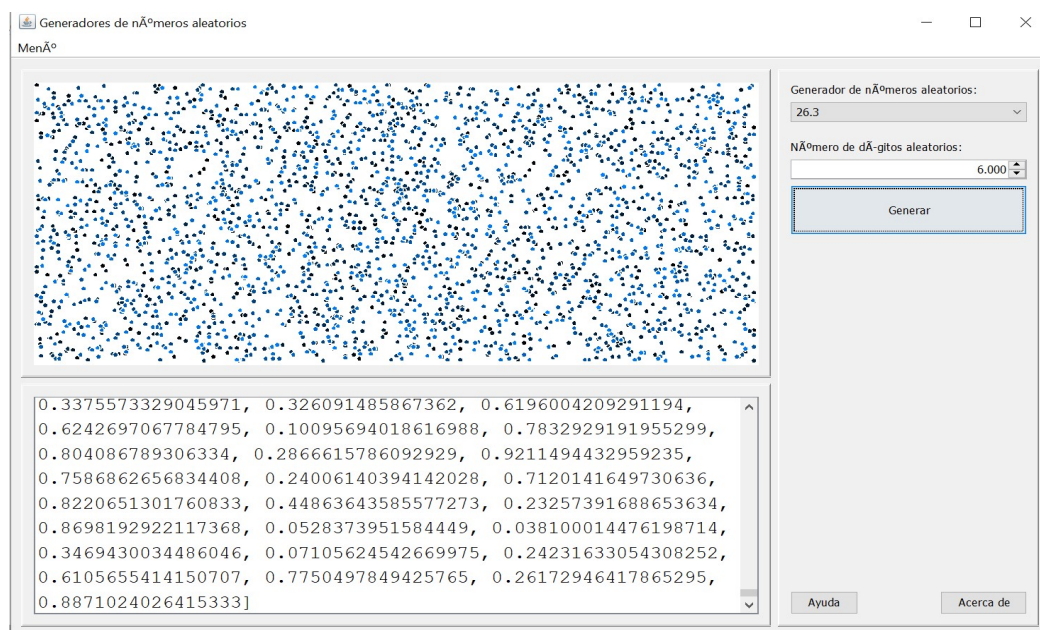 Generadores de nÃºmeros aleatorios
MenÃº
Generador de nÃºmeros aleatorios:
26.3
NÃºmero de dÃ-gitos aleatorios:
6.000
Generar
0.3375573329045971, 0.326091485867362, 0.6196004209291194,
0.6242697067784795, 0.10095694018616988, 0.7832929191955299,
0.804086789306334, 0.2866615786092929, 0.9211494432959235,
0.7586862656834408, 0.24006140394142028, 0.7120141649730636,
0.8220651301760833, 0.44863643585577273, 0.23257391688653634,
0.8698192922117368, 0.0528373951584449, 0.038100014476198714,
0.3469430034486046, 0.07105624542669975, 0.24231633054308252,
0.6105655414150707, 0.7750497849425765, 0.26172946417865295,
0.8871024026415333]
Ayuda
Acerca de